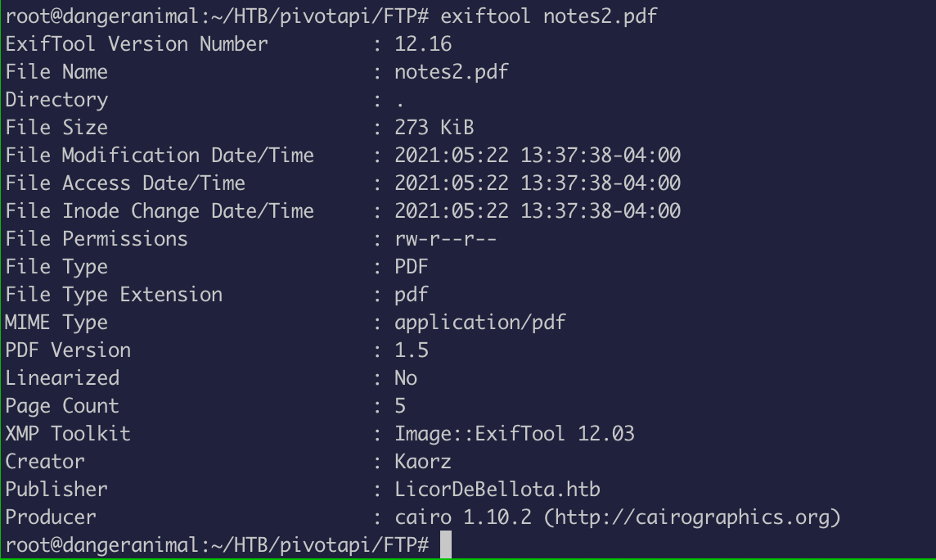 root@dangeranimal:~/HTB/pivotapi/FTP# exiftool notes2.pdf
ExifTool Version Number         : 12.16
File Name                       : notes2.pdf
Directory                       : .
File Size                       : 273 KiB
File Modification Date/Time     : 2021:05:22 13:37:38-04:00
File Access Date/Time           : 2021:05:22 13:37:38-04:00
File Inode Change Date/Time     : 2021:05:22 13:37:38-04:00
File Permissions                : rw-r--r--
File Type                       : PDF
File Type Extension             : pdf
MIME Type                       : application/pdf
PDF Version                     : 1.5
Linearized                      : No
Page Count                      : 5
XMP Toolkit                     : Image::ExifTool 12.03
Creator                         : Kaorz
Publisher                       : LicorDeBellota.htb
Producer                        : cairo 1.10.2 (http://cairographics.org)
root@dangeranimal:~/HTB/pivotapi/FTP#